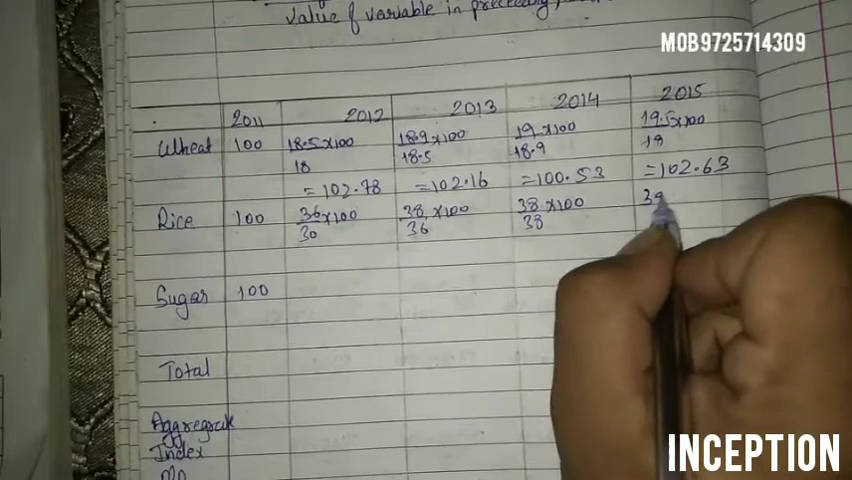 value of variable in preceding
MOB9725714309
2011 2012 2013 2014 2015
Wheat 100 18.5x100 18.9x100 19x100 19.5x100
18 18.5 18.9 19
=102.78 =102.16 =100.53 =102.63
Rice 100 36x100 38x100 38x100 39
30 36 38
Sugar 100
Total
Aggregate
Index
INCEPTION